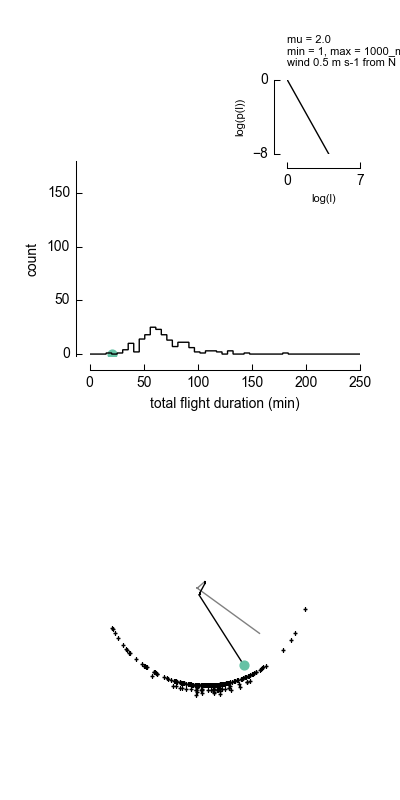 mu = 2.0
min = 1, max = 1000_m
wind 0.5 m s-1 from N
0
log(p(l))
−8
0 7
log(l)
150
100
50
0
count
0 50 100 150 200 250
total flight duration (min)